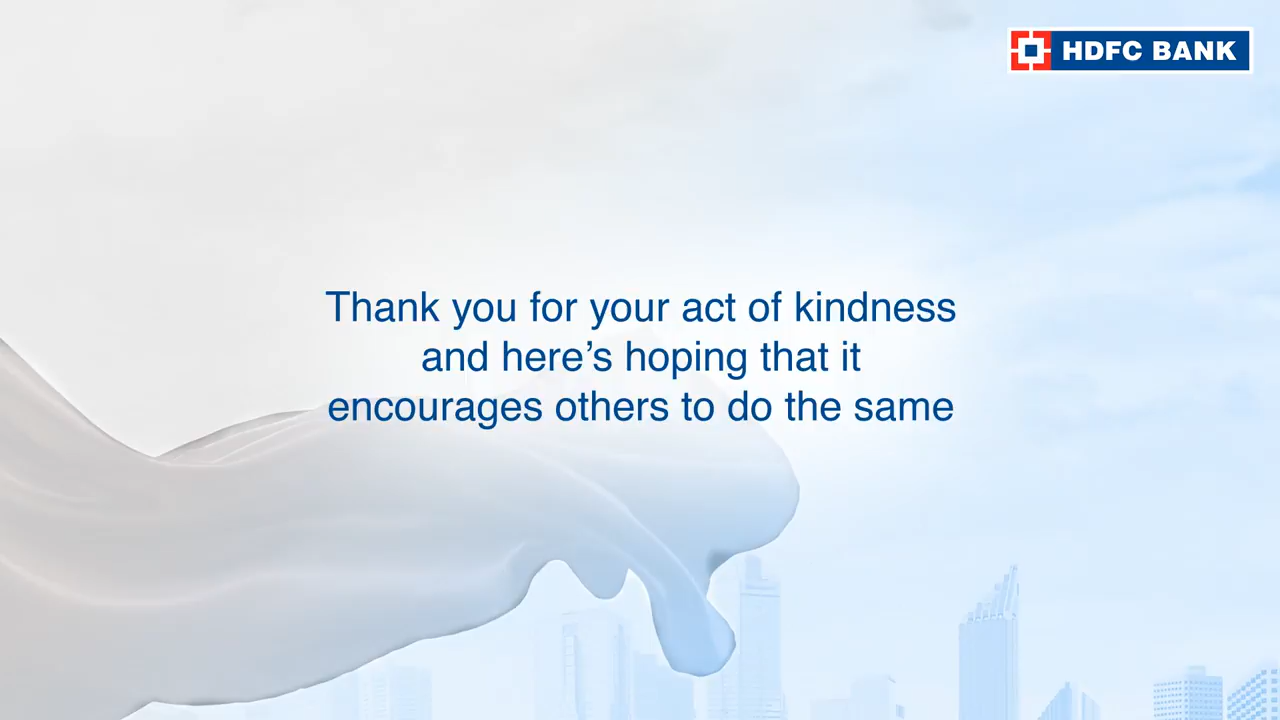 HDFC BANK
Thank you for your act of kindness
and here’s hoping that it
encourages others to do the same